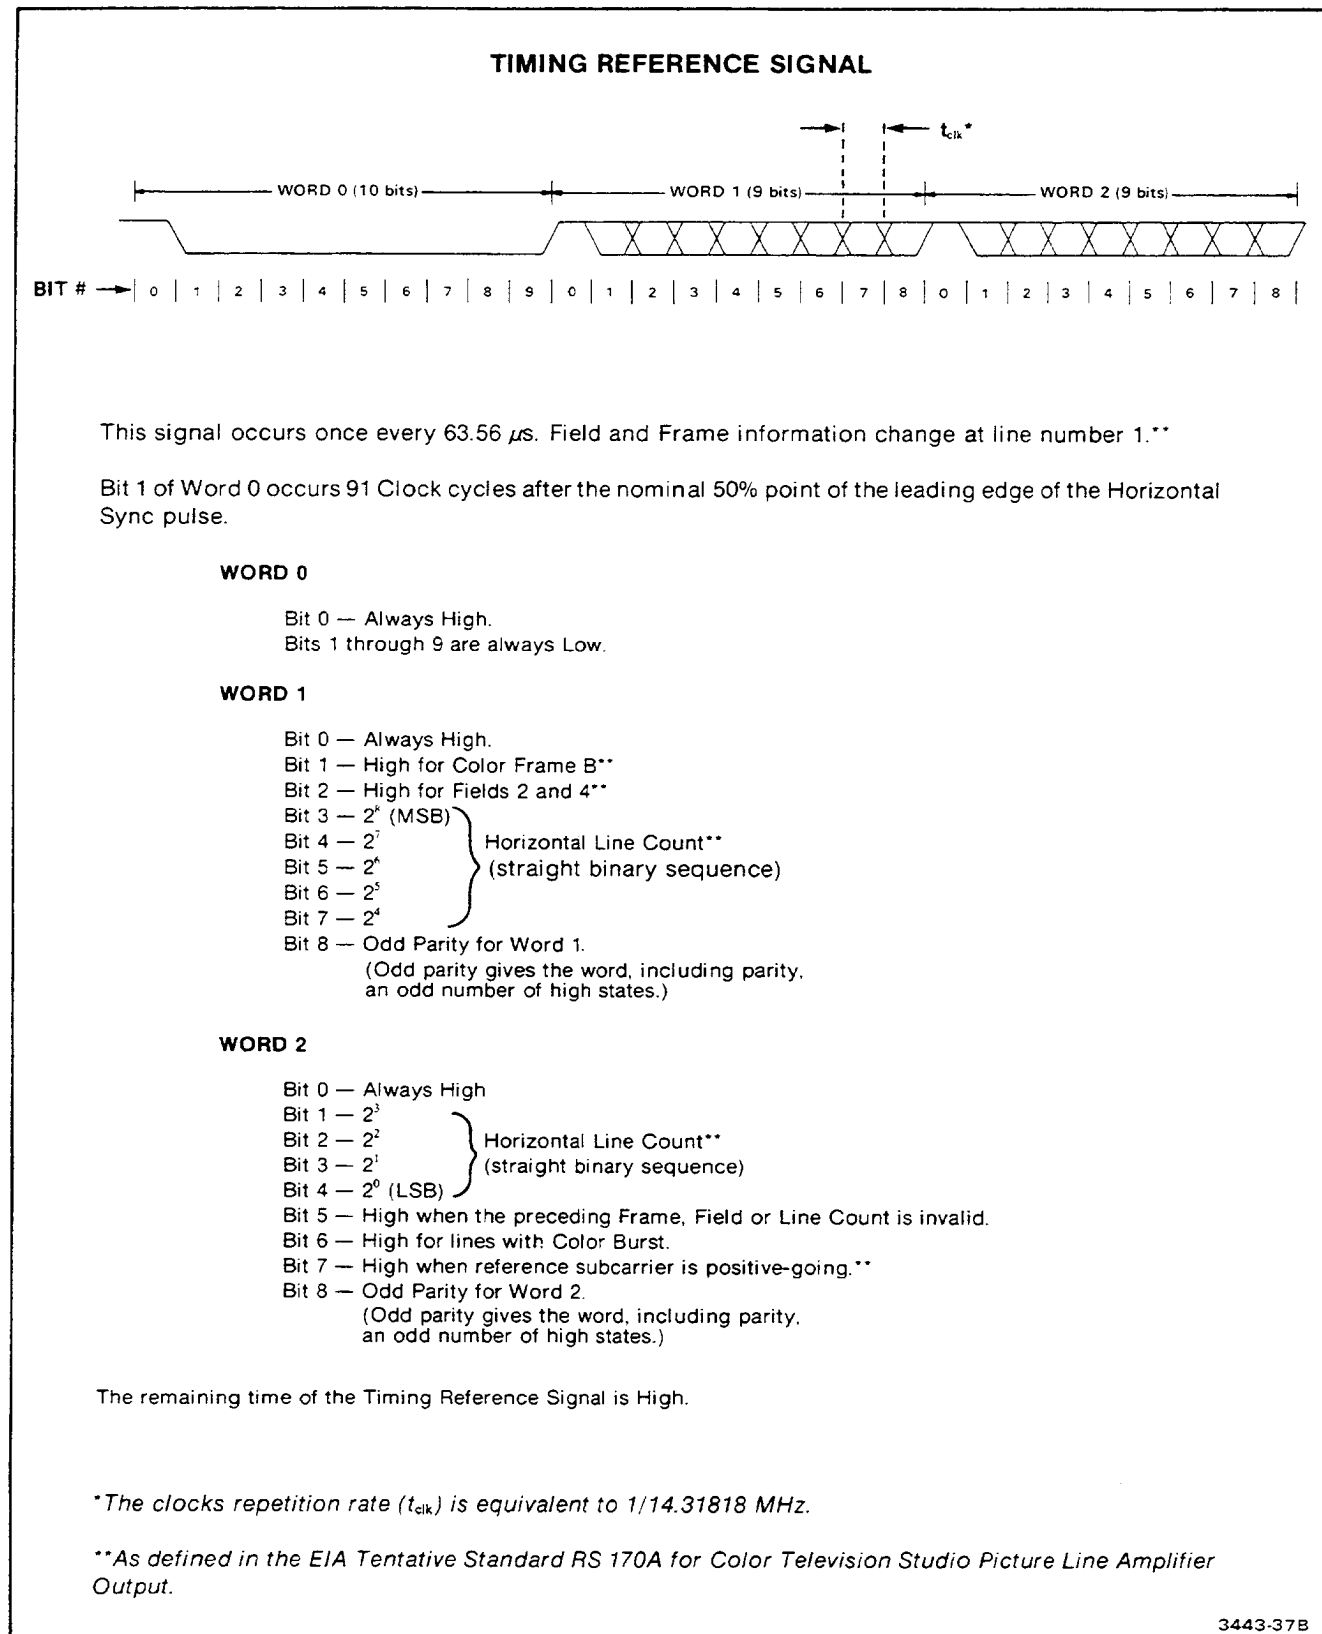 TIMING REFERENCE SIGNAL
t_clk*
WORD 0 (10 bits) WORD 1 (9 bits) WORD 2 (9 bits)
BIT # 0 1 2 3 4 5 6 7 8 9 0 1 2 3 4 5 6 7 8 0 1 2 3 4 5 6 7 8
This signal occurs once every 63.56 μs. Field and Frame information change at line number 1.**
Bit 1 of Word 0 occurs 91 Clock cycles after the nominal 50% point of the leading edge of the Horizontal
Sync pulse.
WORD 0
Bit 0 — Always High.
Bits 1 through 9 are always Low.
WORD 1
Bit 0 — Always High.
Bit 1 — High for Color Frame B**
Bit 2 — High for Fields 2 and 4**
Bit 3 — 2⁸ (MSB)
Bit 4 — 2⁷
Bit 5 — 2⁶
Bit 6 — 2⁵
Bit 7 — 2⁴
Horizontal Line Count**
(straight binary sequence)
Bit 8 — Odd Parity for Word 1.
(Odd parity gives the word, including parity,
an odd number of high states.)
WORD 2
Bit 0 — Always High
Bit 1 — 2³
Bit 2 — 2²
Bit 3 — 2¹
Bit 4 — 2⁰ (LSB)
Horizontal Line Count**
(straight binary sequence)
Bit 5 — High when the preceding Frame, Field or Line Count is invalid.
Bit 6 — High for lines with Color Burst.
Bit 7 — High when reference subcarrier is positive-going.**
Bit 8 — Odd Parity for Word 2.
(Odd parity gives the word, including parity,
an odd number of high states.)
The remaining time of the Timing Reference Signal is High.
*The clocks repetition rate (t_clk) is equivalent to 1/14.31818 MHz.
**As defined in the EIA Tentative Standard RS 170A for Color Television Studio Picture Line Amplifier
Output.
3443-37B